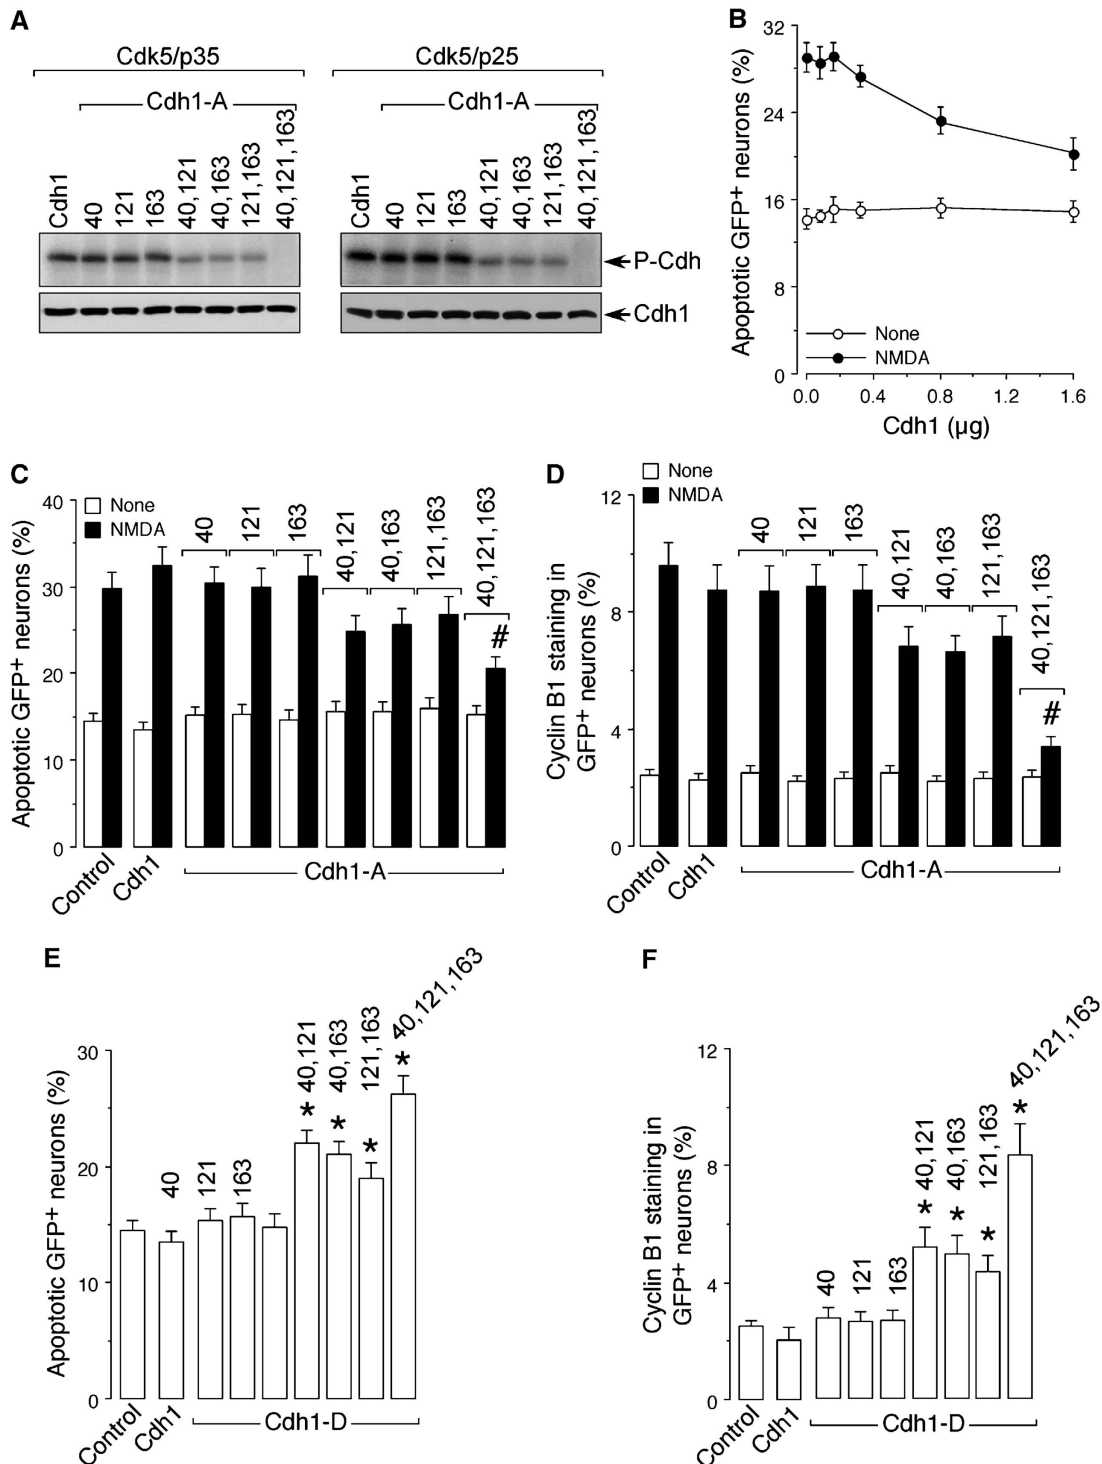 A
Cdk5/p35
Cdk5/p25
Cdh1-A
Cdh1-A
Cdh1
40
121
163
40,121
40,163
121,163
40,121,163
Cdh1
40
121
163
40,121
40,163
121,163
40,121,163
P-Cdh
Cdh1
B
Apoptotic GFP+ neurons (%)
32
24
16
8
0
None
NMDA
0.0
0.4
0.8
1.2
1.6
Cdh1 (µg)
C
Apoptotic GFP+ neurons (%)
40
30
20
10
0
None
NMDA
40
121
163
40,121
40,163
121,163
40,121,163
#
Control
Cdh1
Cdh1-A
D
Cyclin B1 staining in
GFP+ neurons (%)
None
NMDA
12
8
4
0
40
121
163
40,121
40,163
121,163
40,121,163
#
Control
Cdh1
Cdh1-A
E
Apoptotic GFP+ neurons (%)
30
20
10
0
40
121
163
* 40,121
* 40,163
* 121,163
* 40,121,163
Control
Cdh1
Cdh1-D
F
Cyclin B1 staining in
GFP+ neurons (%)
12
8
4
0
40
121
163
* 40,121
* 40,163
* 121,163
* 40,121,163
Control
Cdh1
Cdh1-D